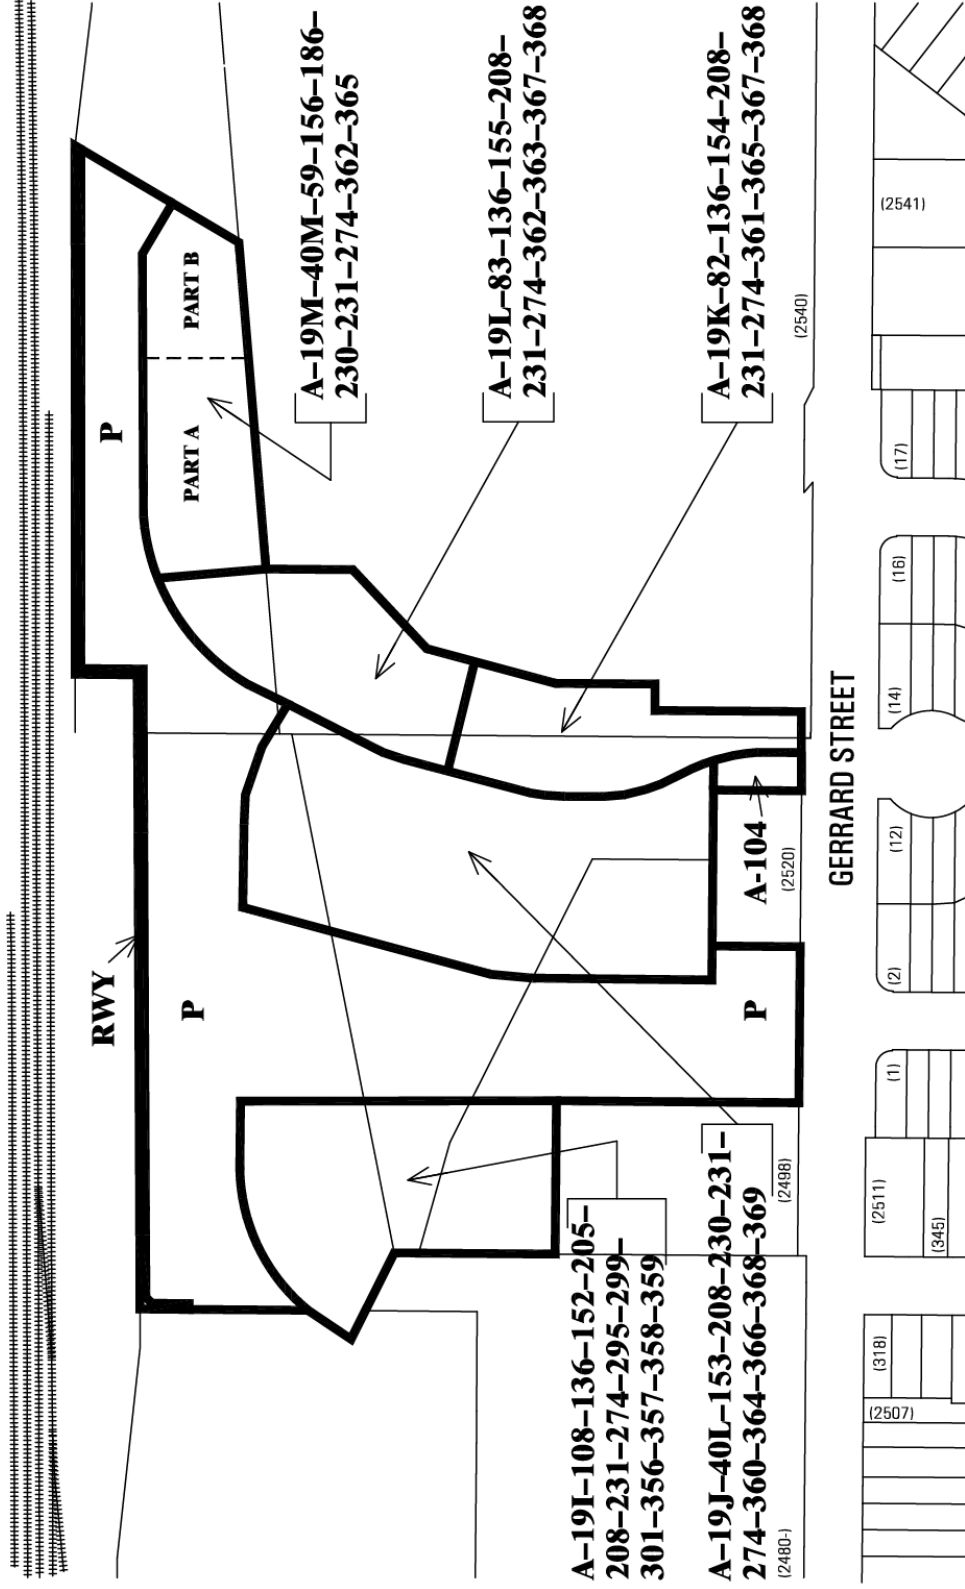 A–19M–40M–59–156–186–
230–231–274–362–365
A–19L–83–136–155–208–
231–274–362–363–367–368
A–19K–82–136–154–208–
231–274–361–365–367–368
P
PART A
PART B
(2540)
(2541)
(17)
(16)
(14)
RWY
P
P
A-104
(2520)
GERRARD STREET
(12)
(2)
(1)
A–19I–108–136–152–205–
208–231–274–295–299–
301–356–357–358–359
A–19J–40L–153–208–230–231–
274–360–364–366–368–369
(2498)
(2480-)
(2511)
(345)
(318)
(2507)